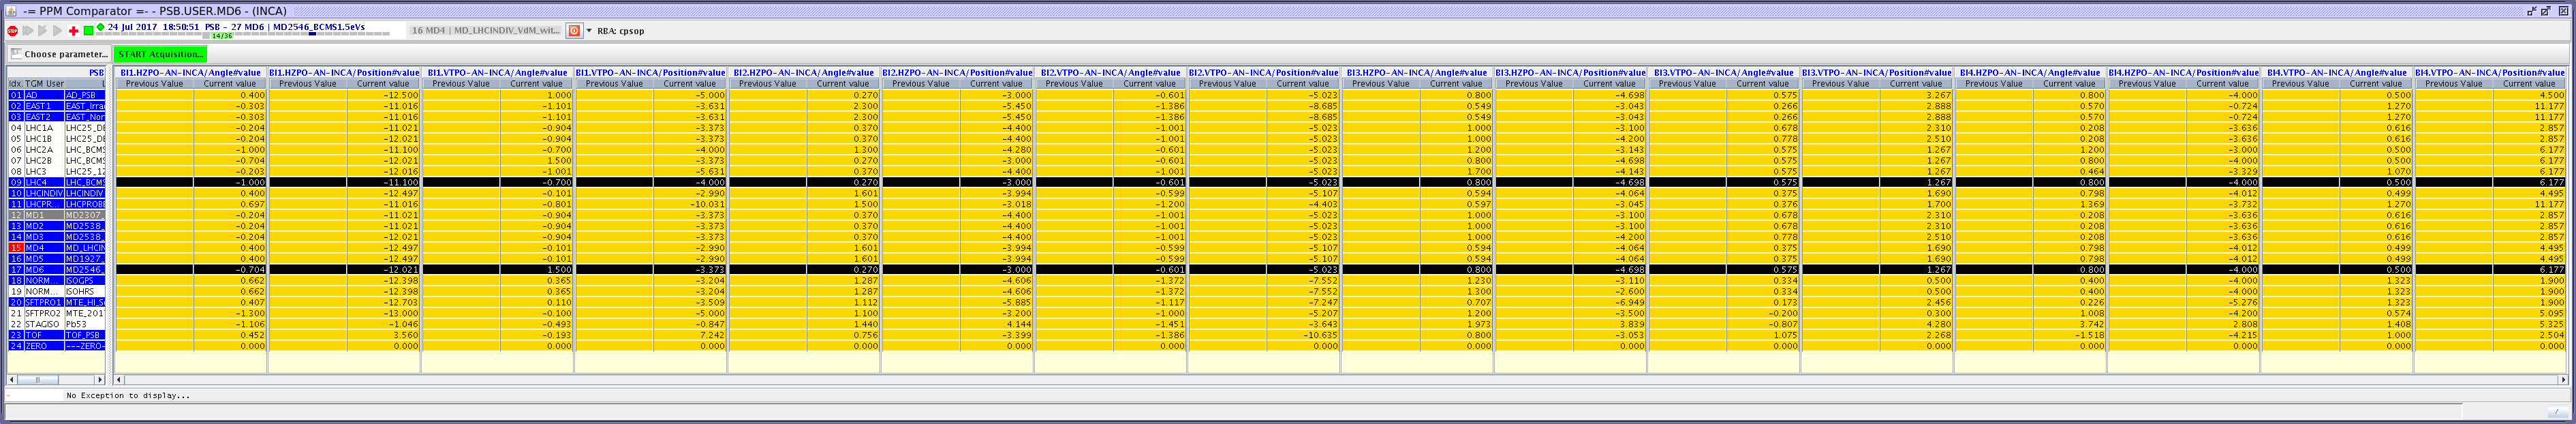 -= PPM Comparator =- - PSB.USER.MD6 - (INCA)
24 Jul 2017 18:50:51 PSB - 27 MD6 | MD2546_BCMS1.5eVs 16 MD4 | MD_LHCINDIV_VdM_wit... RBA: cpsop
14/36
Choose parameter... START Acquisition...
PSB BI1.HZPO-AN-INCA/Angle#value BI1.HZPO-AN-INCA/Position#value BI1.VTPO-AN-INCA/Angle#value BI1.VTPO-AN-INCA/Position#value BI2.HZPO-AN-INCA/Angle#value BI2.HZPO-AN-INCA/Position#value BI2.VTPO-AN-INCA/Angle#value BI2.VTPO-AN-INCA/Position#value BI3.HZPO-AN-INCA/Angle#value BI3.HZPO-AN-INCA/Position#value BI3.VTPO-AN-INCA/Angle#value BI3.VTPO-AN-INCA/Position#value BI4.HZPO-AN-INCA/Angle#value BI4.HZPO-AN-INCA/Position#value BI4.VTPO-AN-INCA/Angle#value BI4.VTPO-AN-INCA/Position#value
Idx TGM User L Previous Value Current value Previous Value Current value Previous Value Current value Previous Value Current value Previous Value Current value Previous Value Current value Previous Value Current value Previous Value Current value Previous Value Current value Previous Value Current value Previous Value Current value Previous Value Current value Previous Value Current value Previous Value Current value Previous Value Current value Previous Value Current value
01 AD AD_PSB 0.400 -12.500 1.000 -5.000 0.270 -3.000 -0.601 -5.023 0.800 -4.698 0.575 3.267 0.800 -4.000 0.500 4.500
02 EAST1 EAST_Irra -0.303 -11.016 -1.101 -3.631 2.300 -5.450 -1.386 -8.685 0.549 -3.043 0.266 2.888 0.570 -0.724 1.270 11.177
03 EAST2 EAST_Nor -0.303 -11.016 -1.101 -3.631 2.300 -5.450 -1.386 -8.685 0.549 -3.043 0.266 2.888 0.570 -0.724 1.270 11.177
04 LHC1A LHC25_DE -0.204 -11.021 -0.904 -3.373 0.370 -4.400 -1.001 -5.023 1.000 -3.100 0.678 2.310 0.208 -3.636 0.616 2.857
05 LHC1B LHC25_DE -0.204 -12.021 -0.904 -3.373 0.370 -4.400 -1.001 -5.023 1.000 -4.200 0.778 2.510 0.208 -3.636 0.616 2.857
06 LHC2A LHC_BCMS -1.000 -11.100 -0.700 -4.000 1.300 -4.280 -0.601 -5.023 1.200 -3.143 0.575 1.267 1.200 -3.000 0.500 6.177
07 LHC2B LHC_BCMS -0.704 -12.021 1.500 -3.373 0.270 -3.000 -0.601 -5.023 0.800 -4.698 0.575 1.267 0.800 -4.000 0.500 6.177
08 LHC3 LHC25_12 -0.203 -12.016 -1.001 -5.631 0.370 -4.400 -1.001 -5.023 1.700 -4.143 0.575 1.267 0.464 -3.329 1.070 6.177
09 LHC4 LHC_BCMS -1.000 -11.100 -0.700 -4.000 0.270 -3.000 -0.601 -5.023 0.800 -4.698 0.575 1.267 0.800 -4.000 0.500 6.177
10 LHCINDIV LHCINDIV 0.400 -12.497 -0.101 -2.990 1.601 -3.994 -0.599 -5.107 0.594 -4.064 0.375 1.690 0.798 -4.012 0.499 4.495
11 LHCPR... LHCPROBE 0.697 -11.016 -0.801 -10.031 1.500 -3.018 -1.200 -4.403 0.597 -3.045 0.376 1.700 1.369 -3.732 1.270 11.177
12 MD1 MD2307_ -0.204 -11.021 -0.904 -3.373 0.370 -4.400 -1.001 -5.023 1.000 -3.100 0.678 2.310 0.208 -3.636 0.616 2.857
13 MD2 MD2538_ -0.204 -11.021 -0.904 -3.373 0.370 -4.400 -1.001 -5.023 1.000 -3.100 0.678 2.310 0.208 -3.636 0.616 2.857
14 MD3 MD2538_ -0.204 -12.021 -0.904 -3.373 0.370 -4.400 -1.001 -5.023 1.000 -4.200 0.778 2.510 0.208 -3.636 0.616 2.857
15 MD4 MD_LHCIN 0.400 -12.497 -0.101 -2.990 1.601 -3.994 -0.599 -5.107 0.594 -4.064 0.375 1.690 0.798 -4.012 0.499 4.495
16 MD5 MD1927_ 0.400 -12.497 -0.101 -2.990 1.601 -3.994 -0.599 -5.107 0.594 -4.064 0.375 1.690 0.798 -4.012 0.499 4.495
17 MD6 MD2546_ -0.704 -12.021 1.500 -3.373 0.270 -3.000 -0.601 -5.023 0.800 -4.698 0.575 1.267 0.800 -4.000 0.500 6.177
18 NORM... ISOGPS 0.662 -12.398 0.365 -3.204 1.287 -4.606 -1.372 -7.552 1.230 -3.110 0.334 0.500 0.400 -4.000 1.323 1.900
19 NORM... ISOHRS 0.662 -12.398 0.365 -3.204 1.287 -4.606 -1.372 -7.552 1.300 -2.600 0.334 0.500 0.400 -4.000 1.323 1.900
20 SFTPRO1 MTE_HI_S 0.407 -12.703 0.110 -3.509 1.112 -5.885 -1.117 -7.247 0.707 -6.949 0.173 2.456 0.226 -5.276 1.323 1.900
21 SFTPRO2 MTE_201 -1.300 -13.000 -0.100 -5.000 1.100 -3.200 -1.000 -5.207 1.200 -3.500 -0.200 0.300 1.008 -4.200 0.574 5.095
22 STAGISO Pb53 -1.106 -1.046 -0.493 -0.847 1.440 4.144 -1.451 -3.643 1.973 3.839 -0.807 4.280 3.742 2.808 1.408 5.325
23 TOF TOF_PSB 0.452 3.560 -0.193 7.242 0.756 -3.399 -1.386 -10.635 0.800 -3.053 1.075 2.268 -1.518 -4.215 1.000 2.504
24 ZERO ---ZERO- 0.000 0.000 0.000 0.000 0.000 0.000 0.000 0.000 0.000 0.000 0.000 0.000 0.000 0.000 0.000 0.000
No Exception to display...